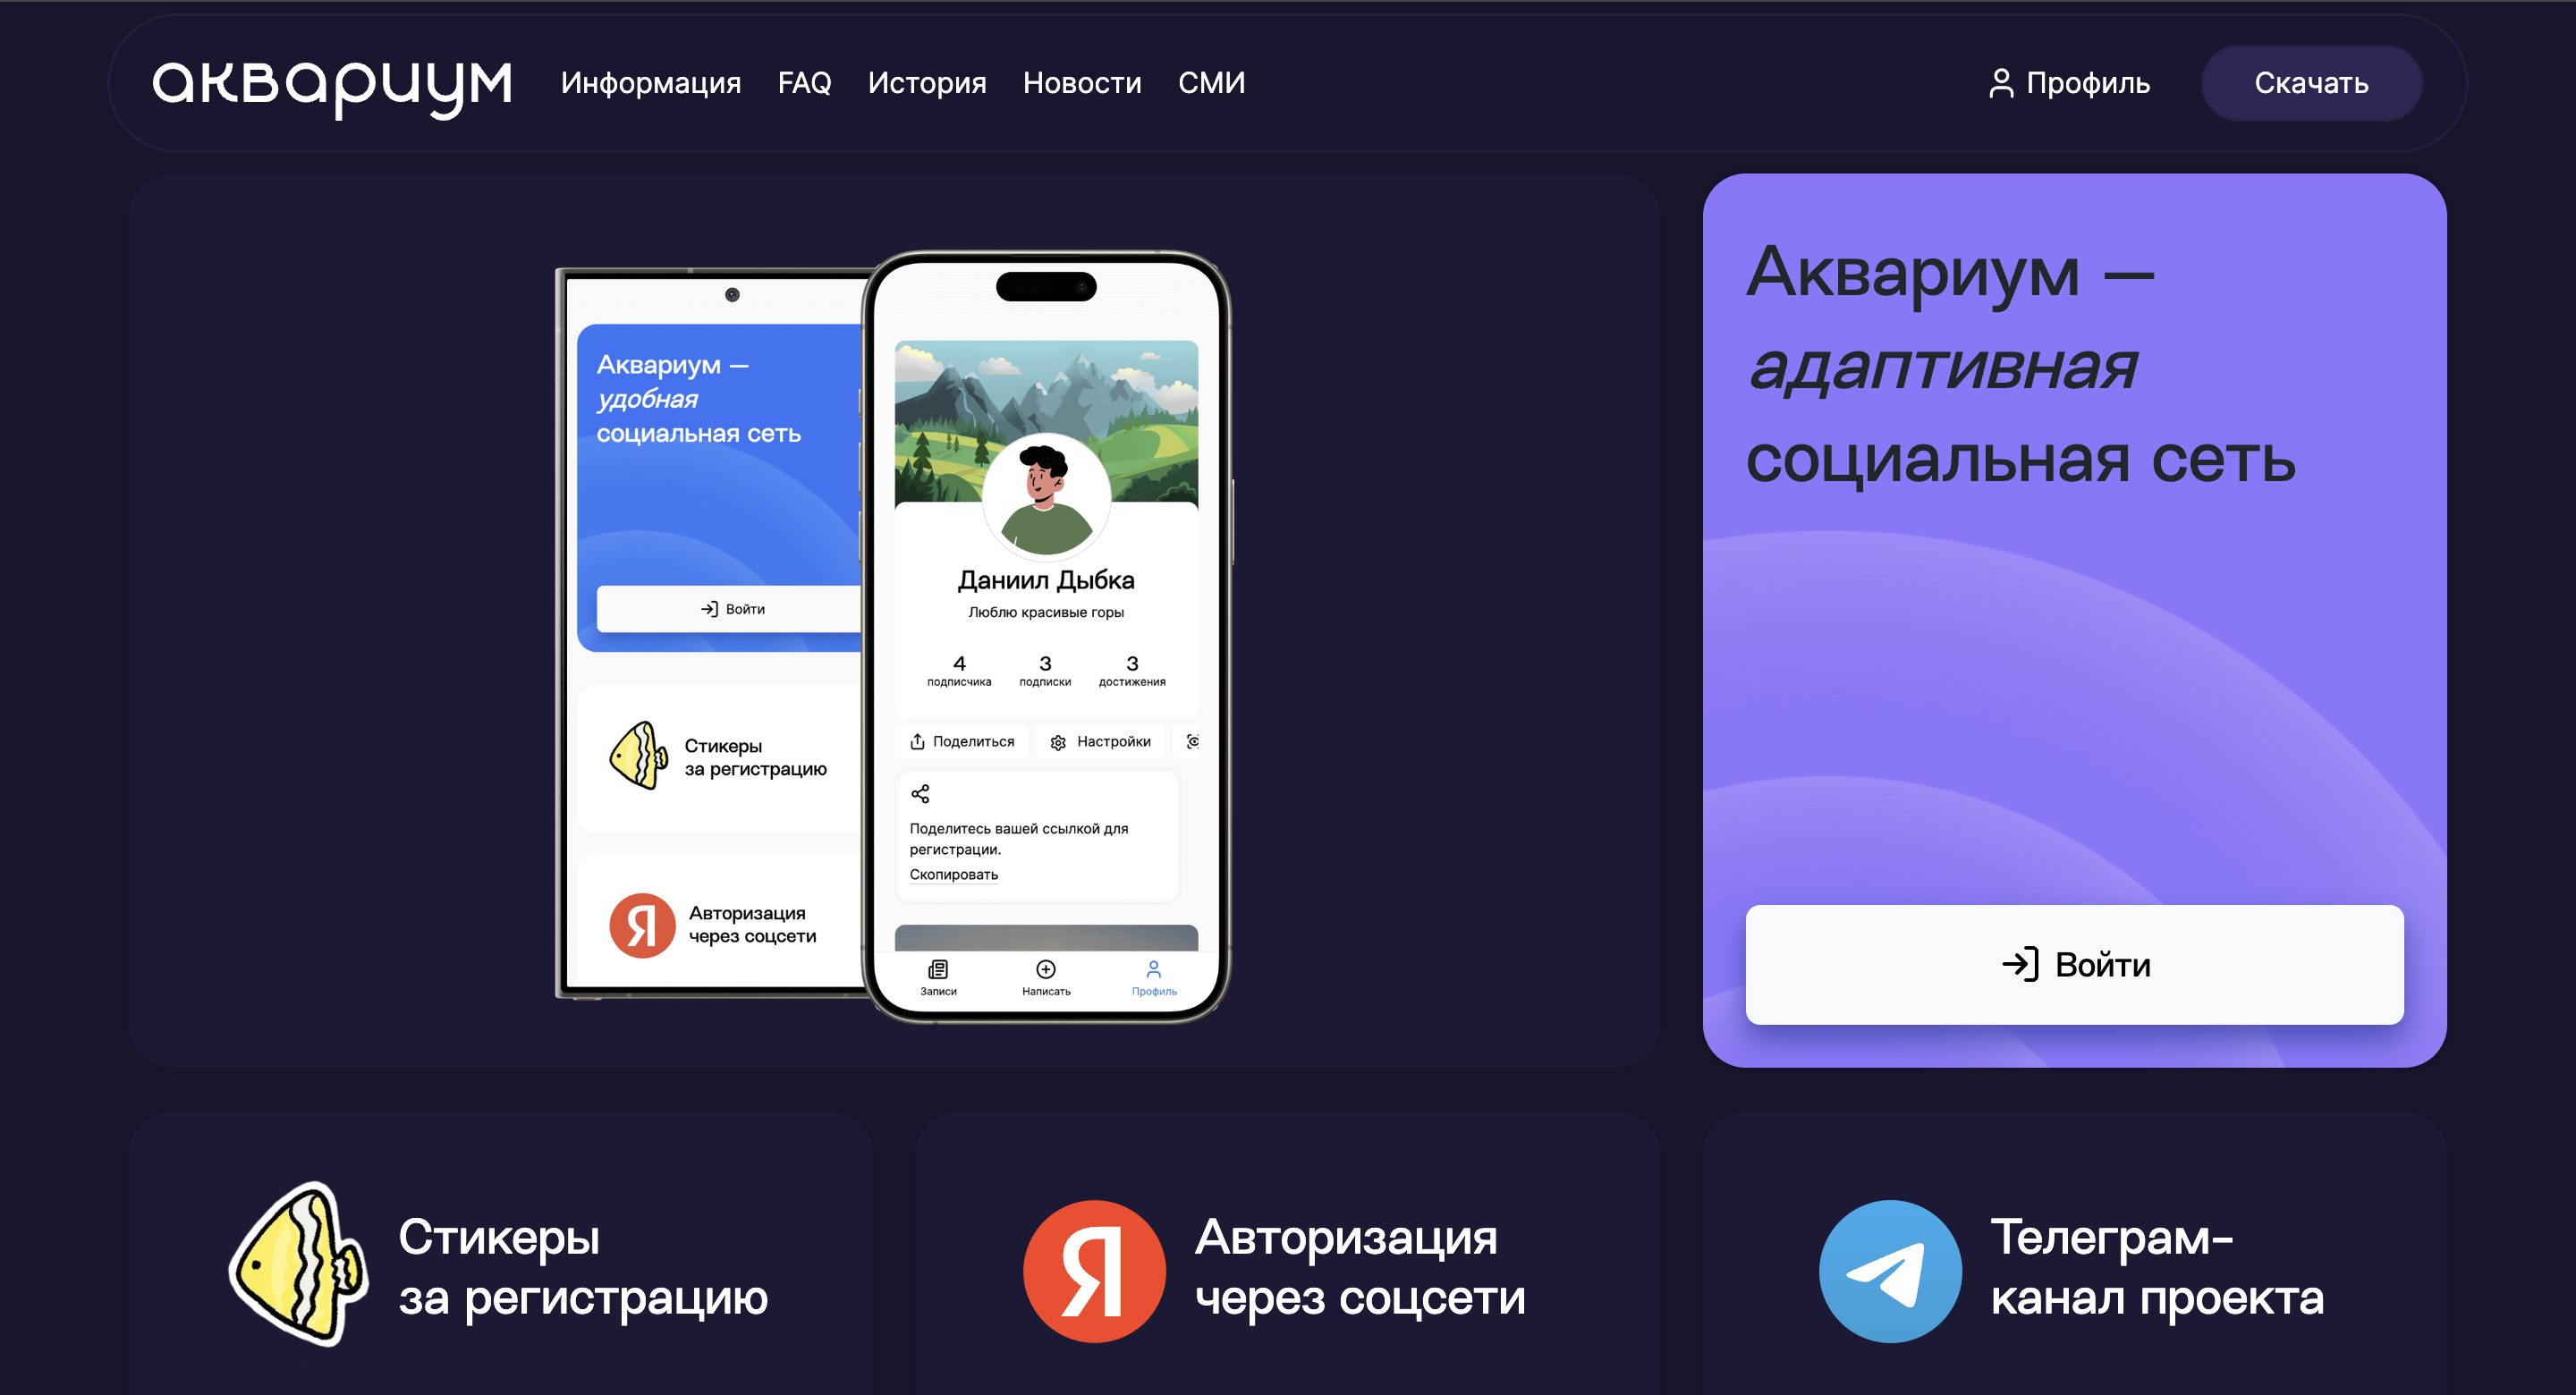 аквариум
Информация
FAQ
История
Новости
СМИ
Профиль
Скачать
Аквариум —
удобная
социальная сеть
Войти
Стикеры
за регистрацию
Я
Авторизация
через соцсети
Даниил Дыбка
Люблю красивые горы
4
подписчика
3
подписки
3
достижения
Поделиться
Настройки
Поделитесь вашей ссылкой для
регистрации.
Скопировать
Записи
Написать
Профиль
Аквариум —
адаптивная
социальная сеть
Войти
Стикеры
за регистрацию
Я
Авторизация
через соцсети
Телеграм-
канал проекта